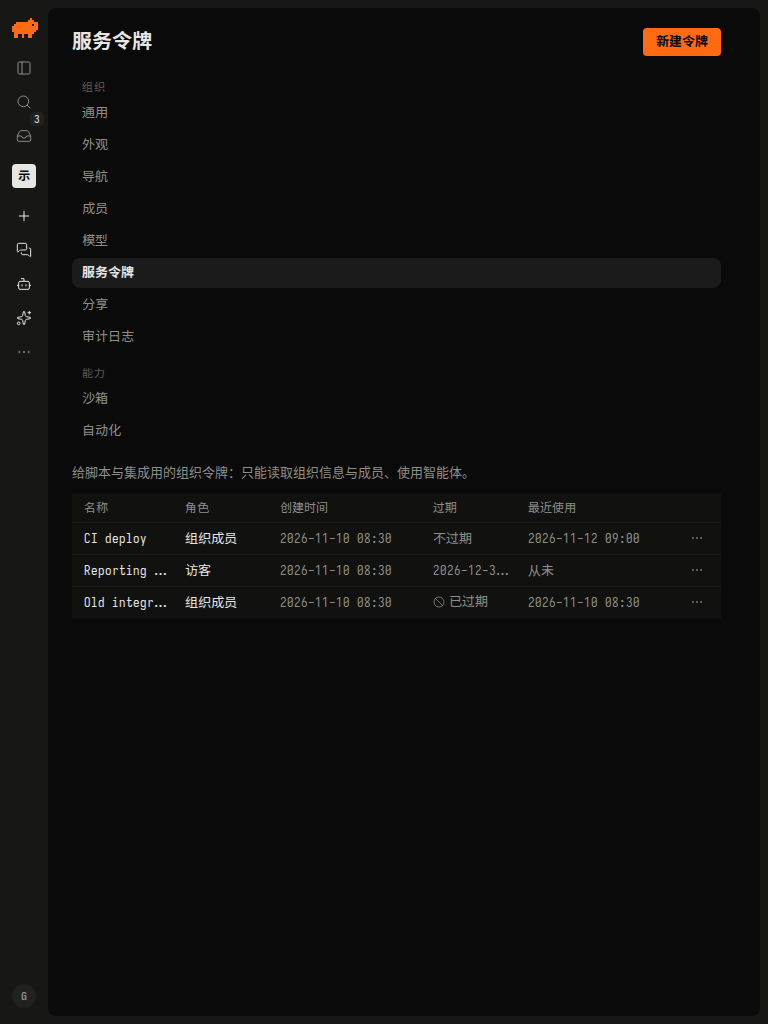 服务令牌
新建令牌
3
示
组织
通用
外观
导航
成员
模型
服务令牌
分享
审计日志
能力
沙箱
自动化
给脚本与集成用的组织令牌：只能读取组织信息与成员、使用智能体。
名称 角色 创建时间 过期 最近使用
CI deploy 组织成员 2026-11-10 08:30 不过期 2026-11-12 09:00 ...
Reporting ... 访客 2026-11-10 08:30 2026-12-3... 从未 ...
Old integr... 组织成员 2026-11-10 08:30 已过期 2026-11-10 08:30 ...
G